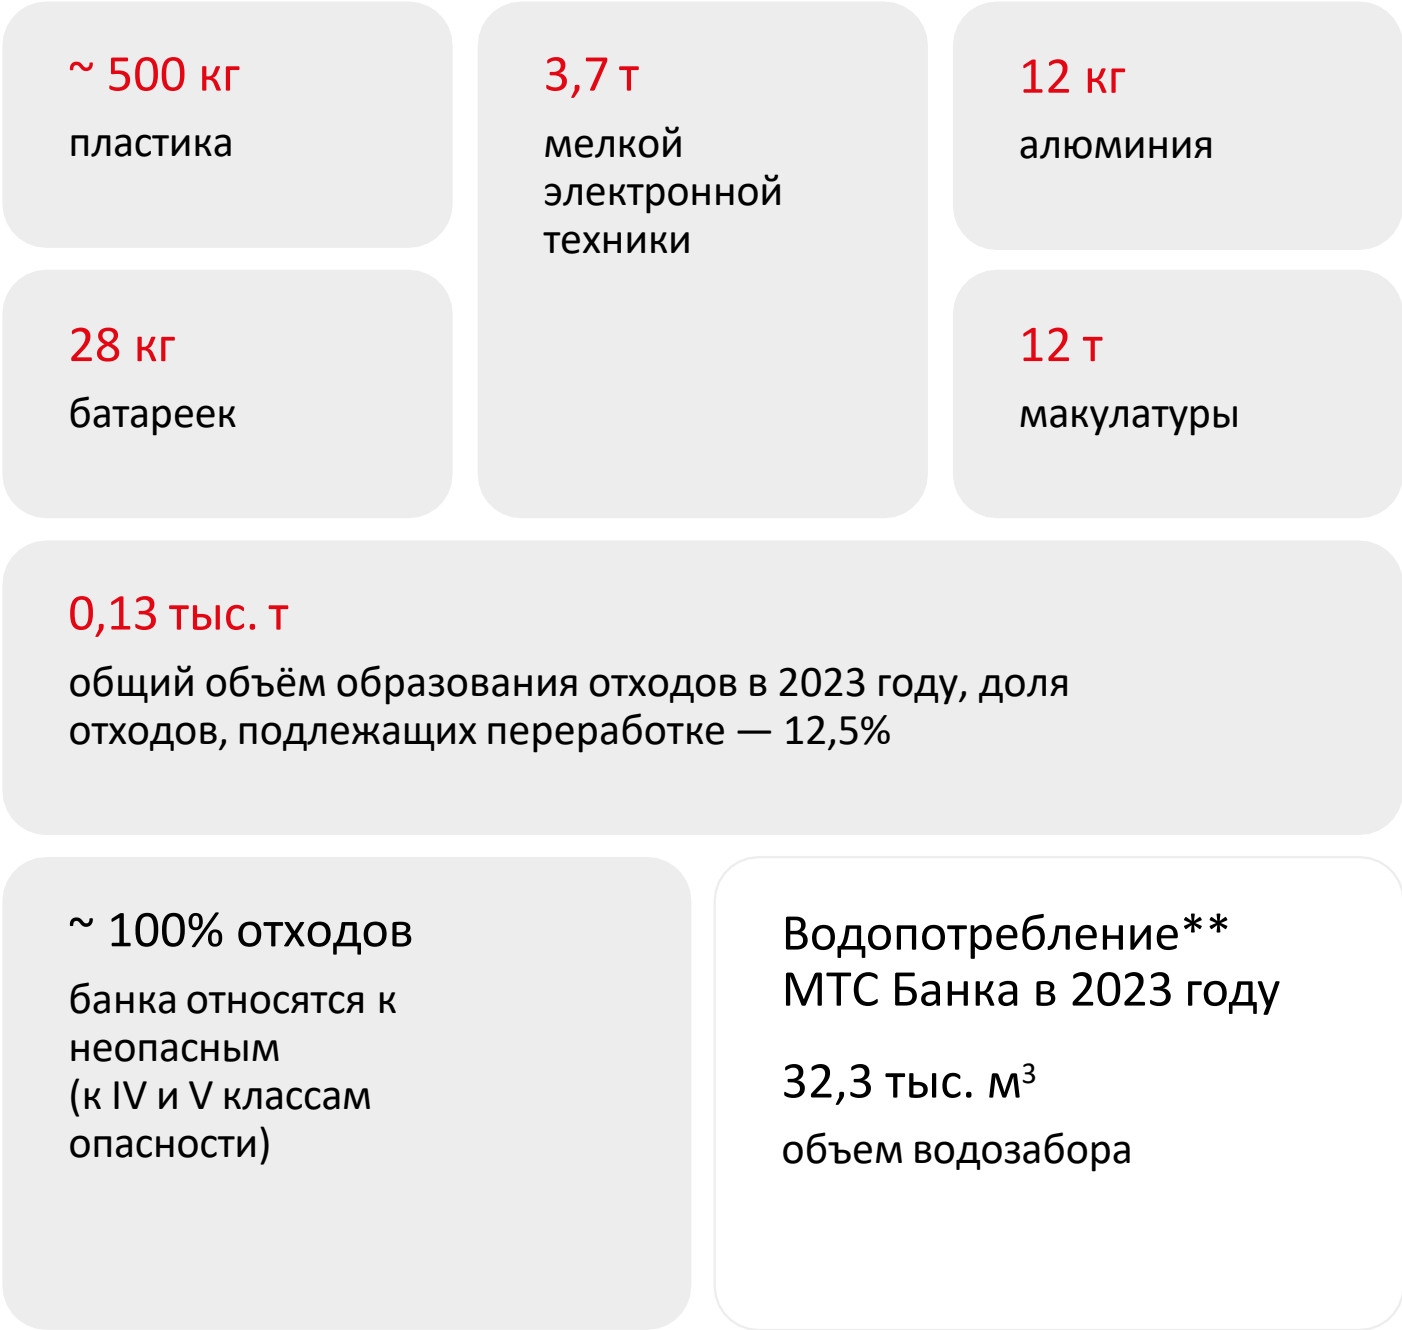 ~ 500 кг
пластика
3,7 т
мелкой
электронной
техники
12 кг
алюминия
28 кг
батареек
12 т
макулатуры
0,13 тыс. т
общий объём образования отходов в 2023 году, доля
отходов, подлежащих переработке — 12,5%
~ 100% отходов
банка относятся к
неопасным
(к IV и V классам
опасности)
Водопотребление**
МТС Банка в 2023 году
32,3 тыс. м³
объем водозабора